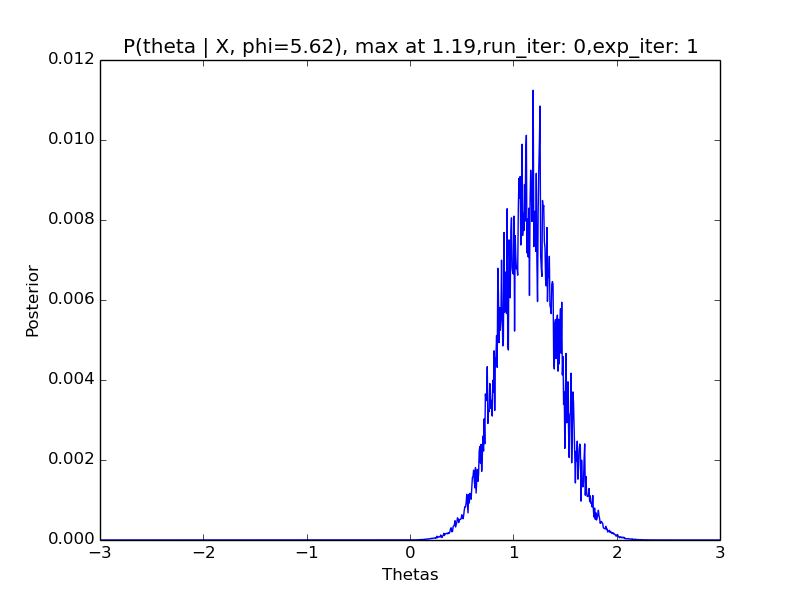 P(theta | X, phi=5.62), max at 1.19,run_iter: 0,exp_iter: 1
0.012
0.010
0.008
0.006
0.004
0.002
0.000
Posterior
−3 −2 −1 0 1 2 3
Thetas